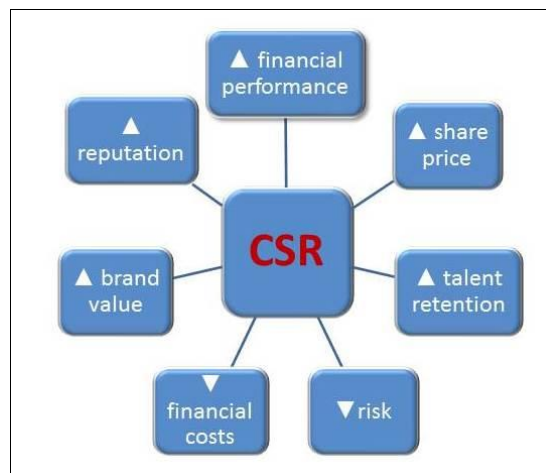 ▲ financial
performance
▲
reputation
▲ share
price
CSR
▲ brand
value
▲ talent
retention
▼
financial
costs
▼ risk